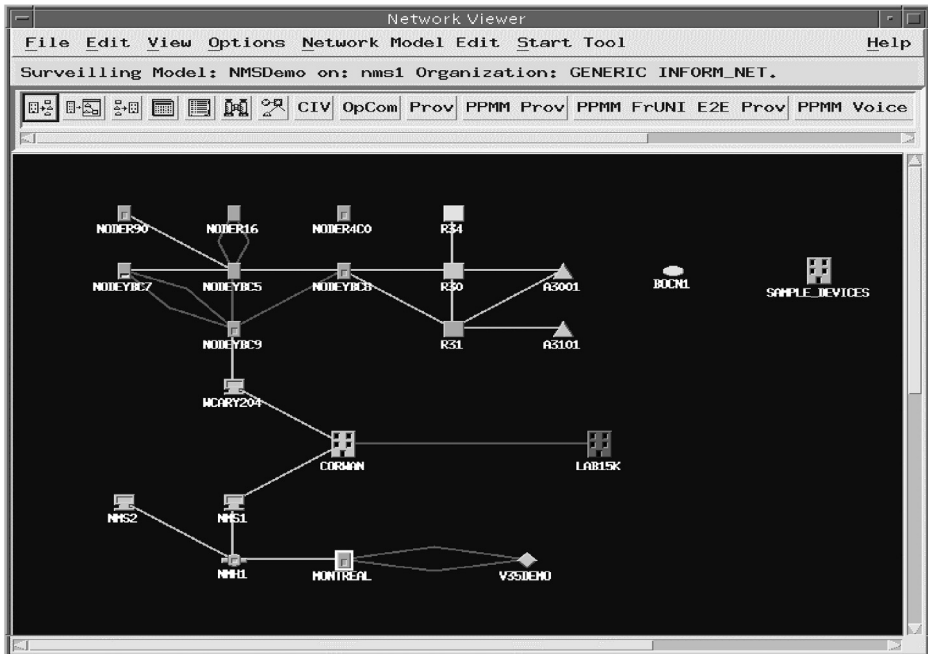 Network Viewer
File Edit View Options Network Model Edit Start Tool Help
Surveilling Model: NMSDemo on: nms1 Organization: GENERIC INFORM_NET.
CIV OpCom Prov PPMM Prov PPMM FrUNI E2E Prov PPMM Voice
NODER90 NODER16 NODER4C0 R34
NODEYBC7 NODEYBC5 NODEYBC8 R30 A3001 BOCN1 SAMPLE_DEVICES
NODEYBC9 R31 A3101
WCARY204
CORWAN LAB15K
NMS2 NMS1
NMH1 MONTREAL V35DEMO